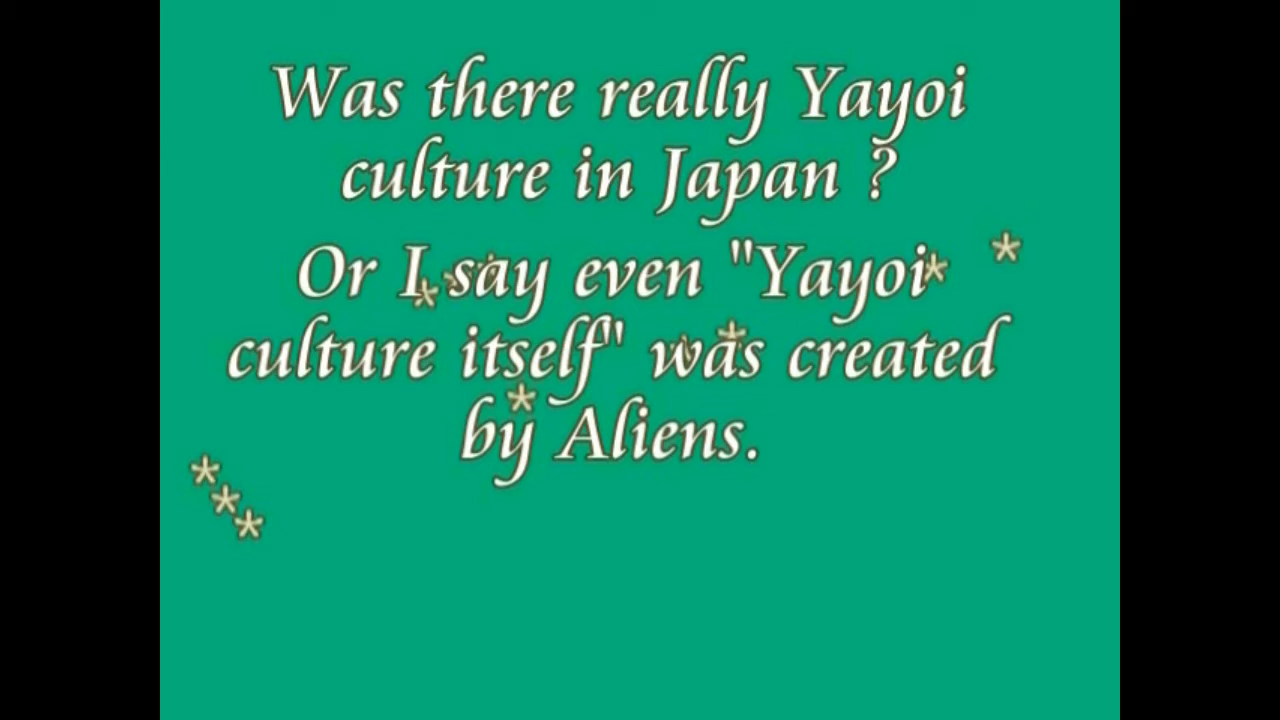 Was there really Yayoi
culture in Japan ?
Or I say even "Yayoi
culture itself" was created
by Aliens.